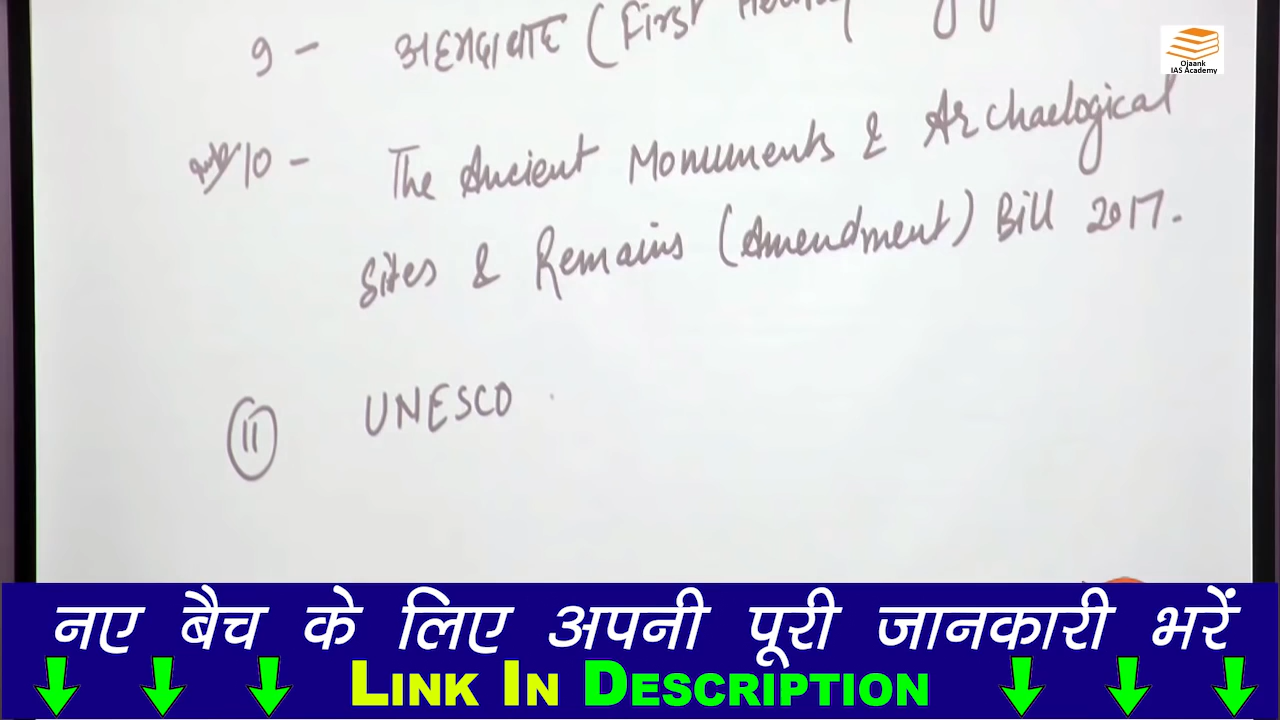 9 - अहमदाबाद (First
Ojaank
IAS Academy
10 - The Ancient Monuments & Archaelogical
Sites & Remains (Amendment) Bill 2017.
11 UNESCO
नए बैच के लिए अपनी पूरी जानकारी भरें
LINK IN DESCRIPTION